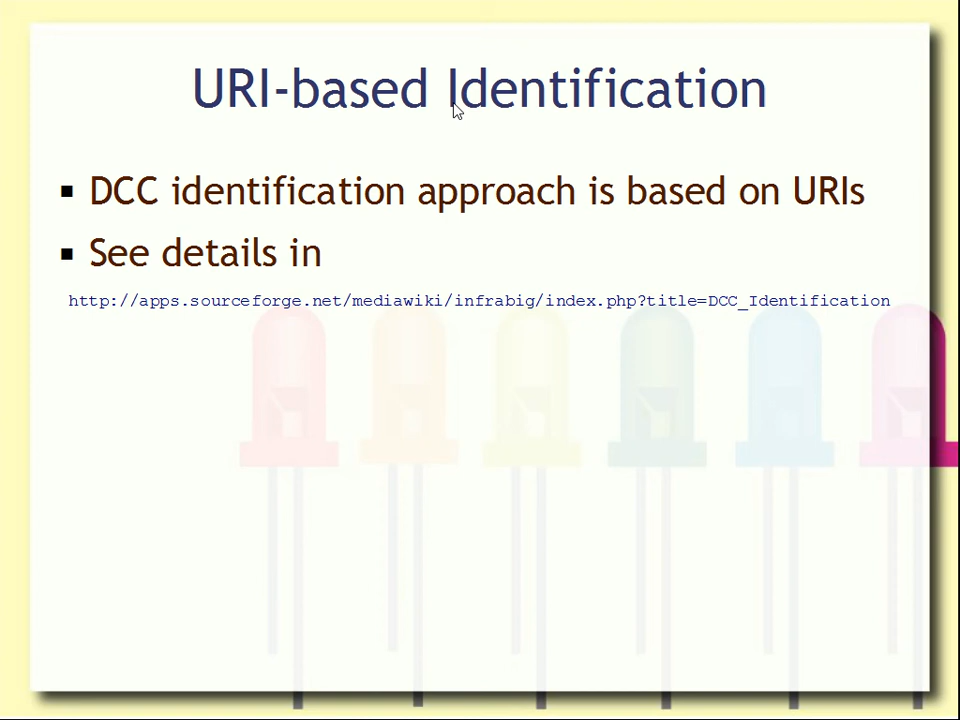 URI-based Identification
▪ DCC identification approach is based on URIs
▪ See details in
http://apps.sourceforge.net/mediawiki/infrabig/index.php?title=DCC_Identification